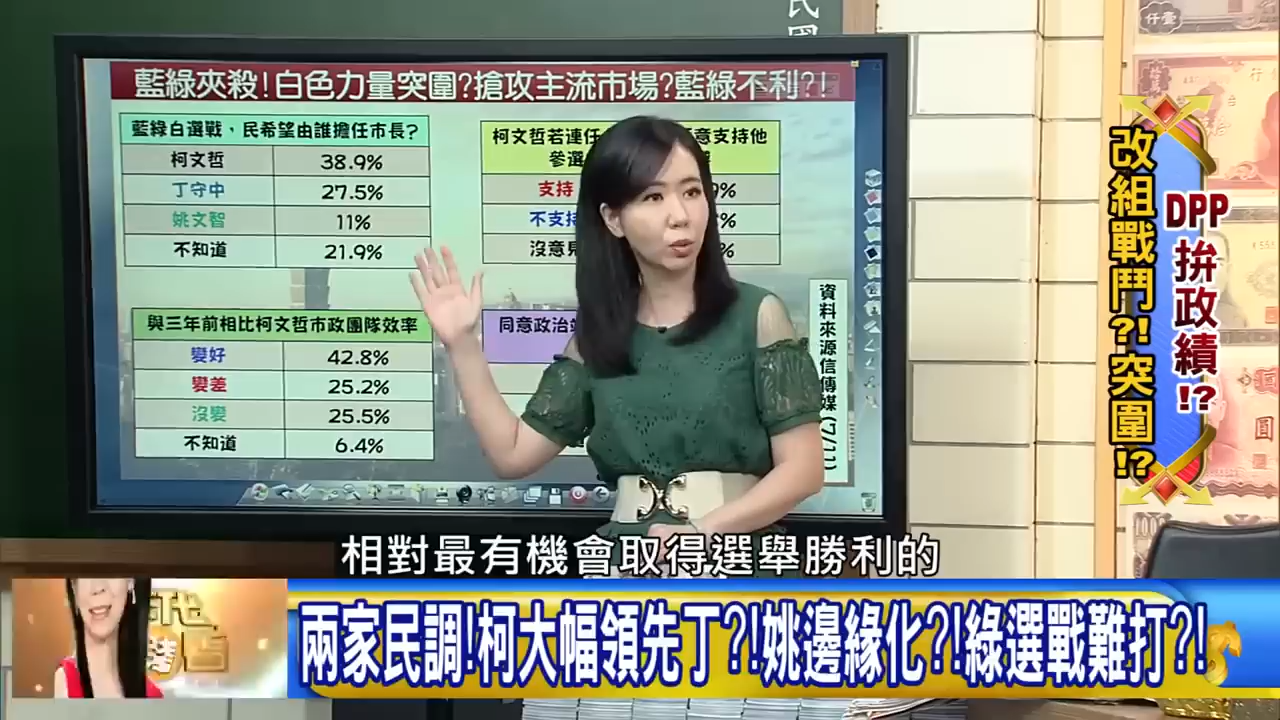 民國
藍綠夾殺!白色力量突圍?搶攻主流市場?藍綠不利?!
藍綠白選戰,民希望由誰擔任市長?
柯文哲 38.9%
丁守中 27.5%
姚文智 11%
不知道 21.9%
柯文哲若連任
意支持他
參選
支持
9%
不支持
%
沒意見
%
與三年前相比柯文哲市政團隊效率
變好 42.8%
變差 25.2%
沒變 25.5%
不知道 6.4%
同意政治
資料來源信傳媒(7/11)
DPP拚政績!?
改組戰鬥?!突圍!?
相對最有機會取得選舉勝利的
兩家民調!柯大幅領先丁?!姚邊緣化?!綠選戰難打?!